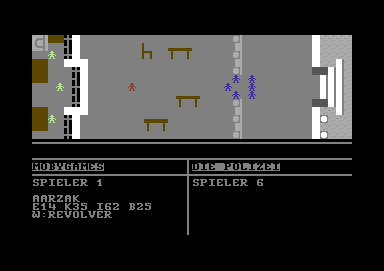 MOBYGAMES
DIE POLIZEI
SPIELER 1
SPIELER 6
AARZAK
E14 K35 I62 B25
W:REVOLVER